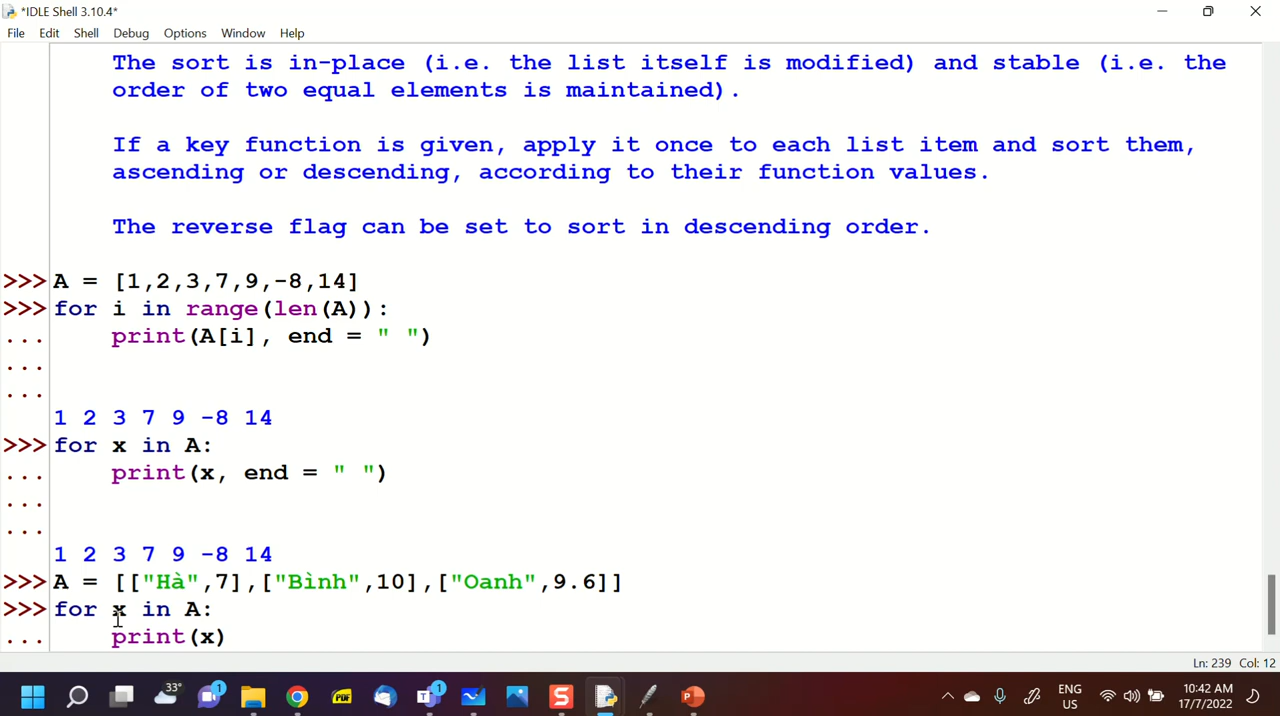 *IDLE Shell 3.10.4*
File Edit Shell Debug Options Window Help
The sort is in-place (i.e. the list itself is modified) and stable (i.e. the
order of two equal elements is maintained).
If a key function is given, apply it once to each list item and sort them,
ascending or descending, according to their function values.
The reverse flag can be set to sort in descending order.
>>> A = [1,2,3,7,9,-8,14]
>>> for i in range(len(A)):
... print(A[i], end = " ")
...
...
1 2 3 7 9 -8 14
>>> for x in A:
... print(x, end = " ")
...
...
1 2 3 7 9 -8 14
>>> A = [["Hà",7],["Bình",10],["Oanh",9.6]]
>>> for x in A:
... print(x)
Ln: 239 Col: 12
33° 1 PDF 1 S ENG 10:42 AM
US 17/7/2022